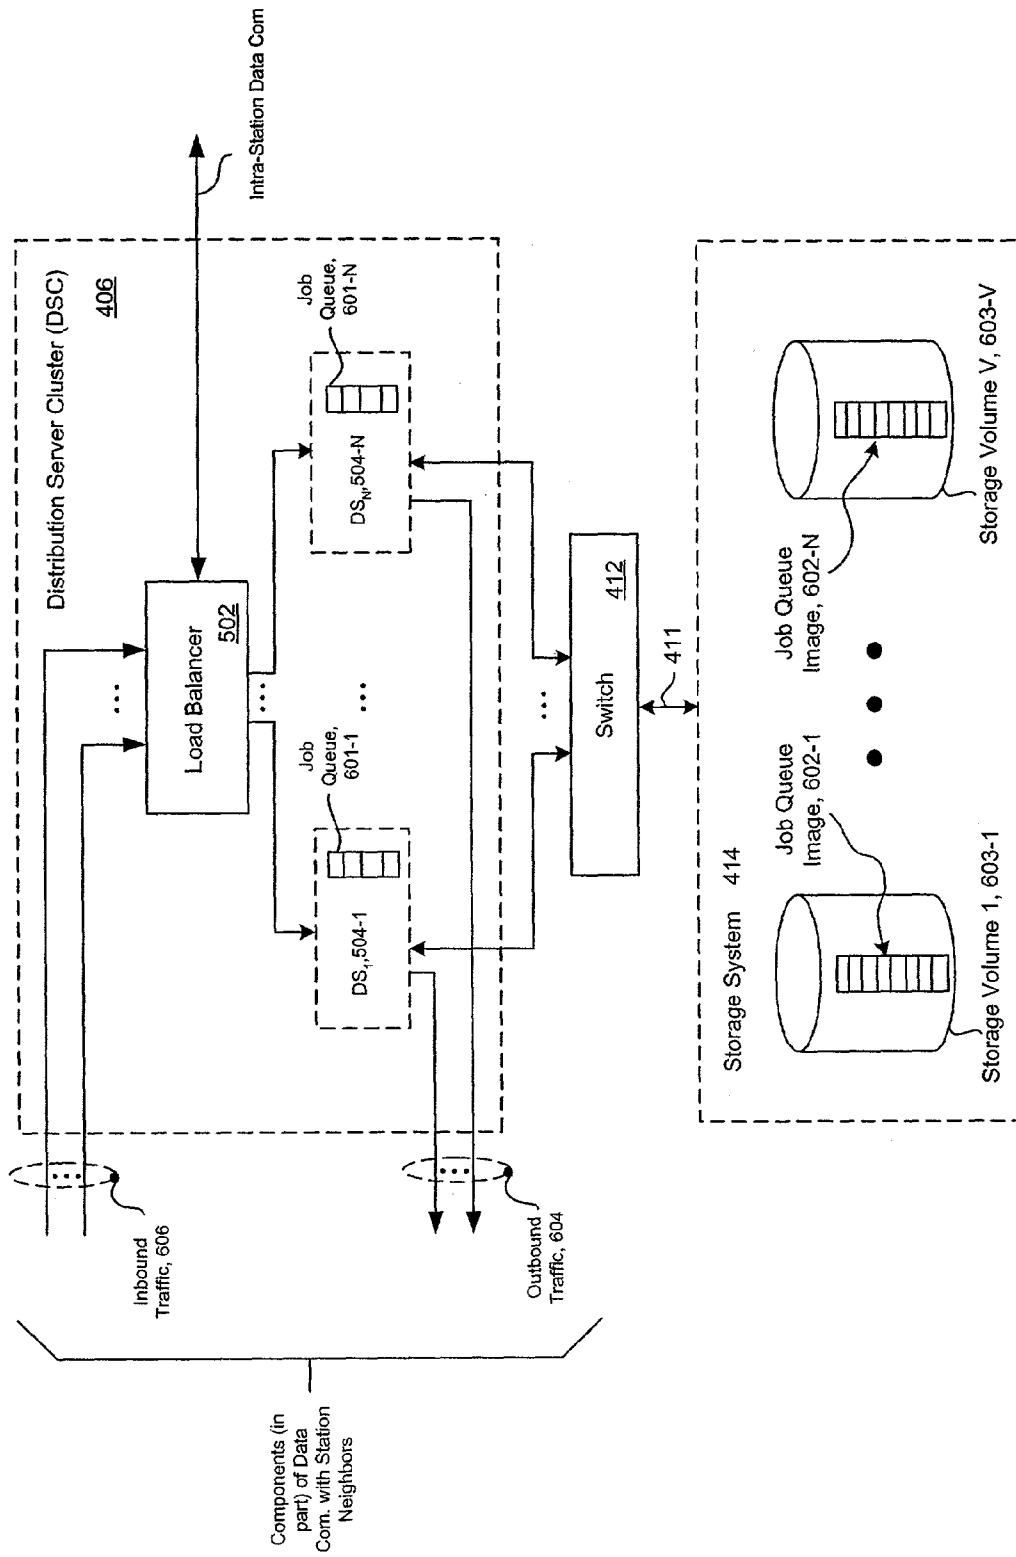 Intra-Station Data Com
Distribution Server Cluster (DSC)
406
Load Balancer
502
Job
Queue,
601-1
Job
Queue,
601-N
DS1,504-1
DSN,504-N
Inbound
Traffic, 606
Outbound
Traffic, 604
Components (in
part) of Data
Com. with Station
Neighbors
Switch
412
411
Storage System 414
Job Queue
Image, 602-1
Job Queue
Image, 602-N
Storage Volume 1, 603-1
Storage Volume V, 603-V